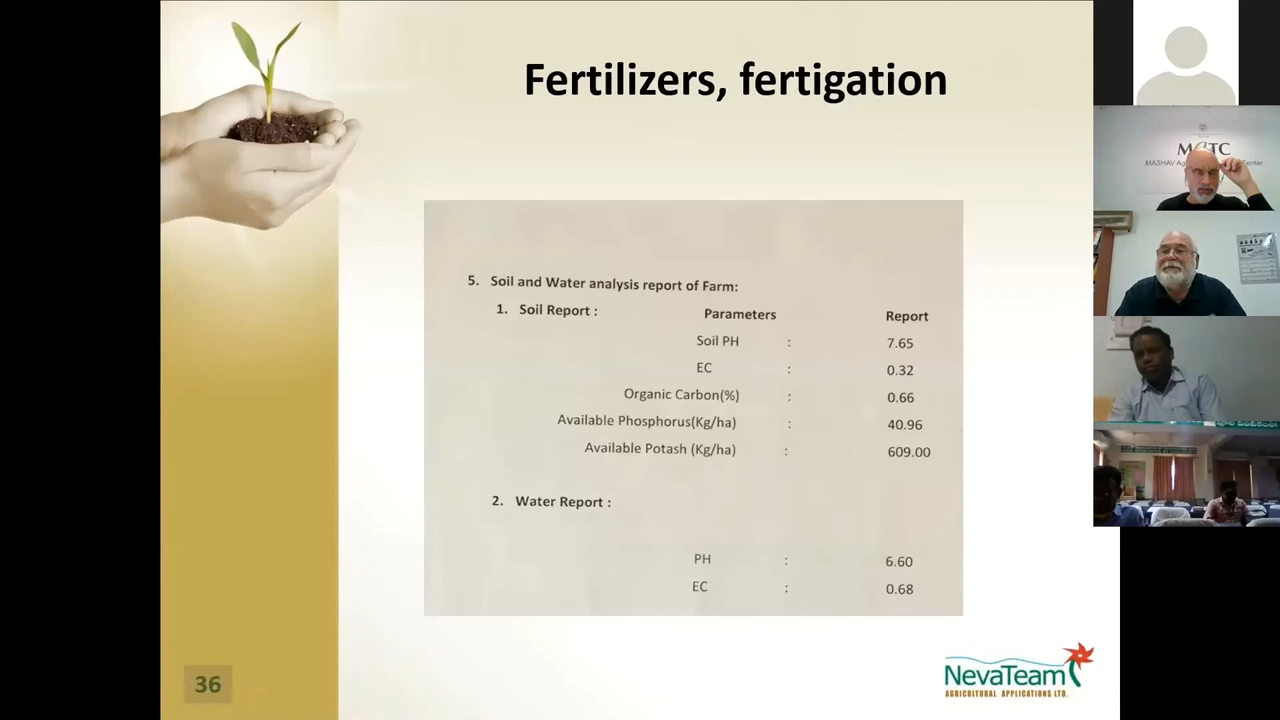 Fertilizers, fertigation
5. Soil and Water analysis report of Farm:
1. Soil Report : Parameters Report
Soil PH : 7.65
EC : 0.32
Organic Carbon(%) : 0.66
Available Phosphorus(Kg/ha) : 40.96
Available Potash (Kg/ha) : 609.00
2. Water Report :
PH : 6.60
EC : 0.68
36
NevaTeam
AGRICULTURAL APPLICATIONS LTD.